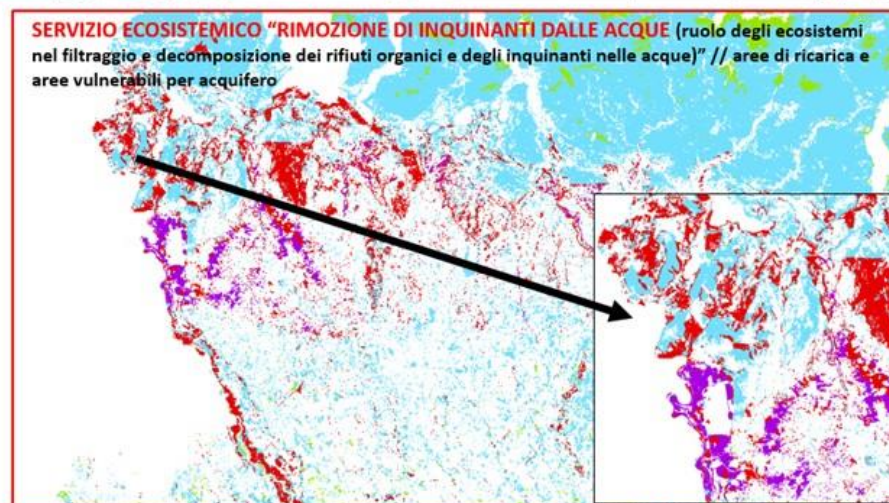 SERVIZIO ECOSISTEMICO “RIMOZIONE DI INQUINANTI DALLE ACQUE (ruolo degli ecosistemi
nel filtraggio e decomposizione dei rifiuti organici e degli inquinanti nelle acque)” // aree di ricarica e
aree vulnerabili per acquifero